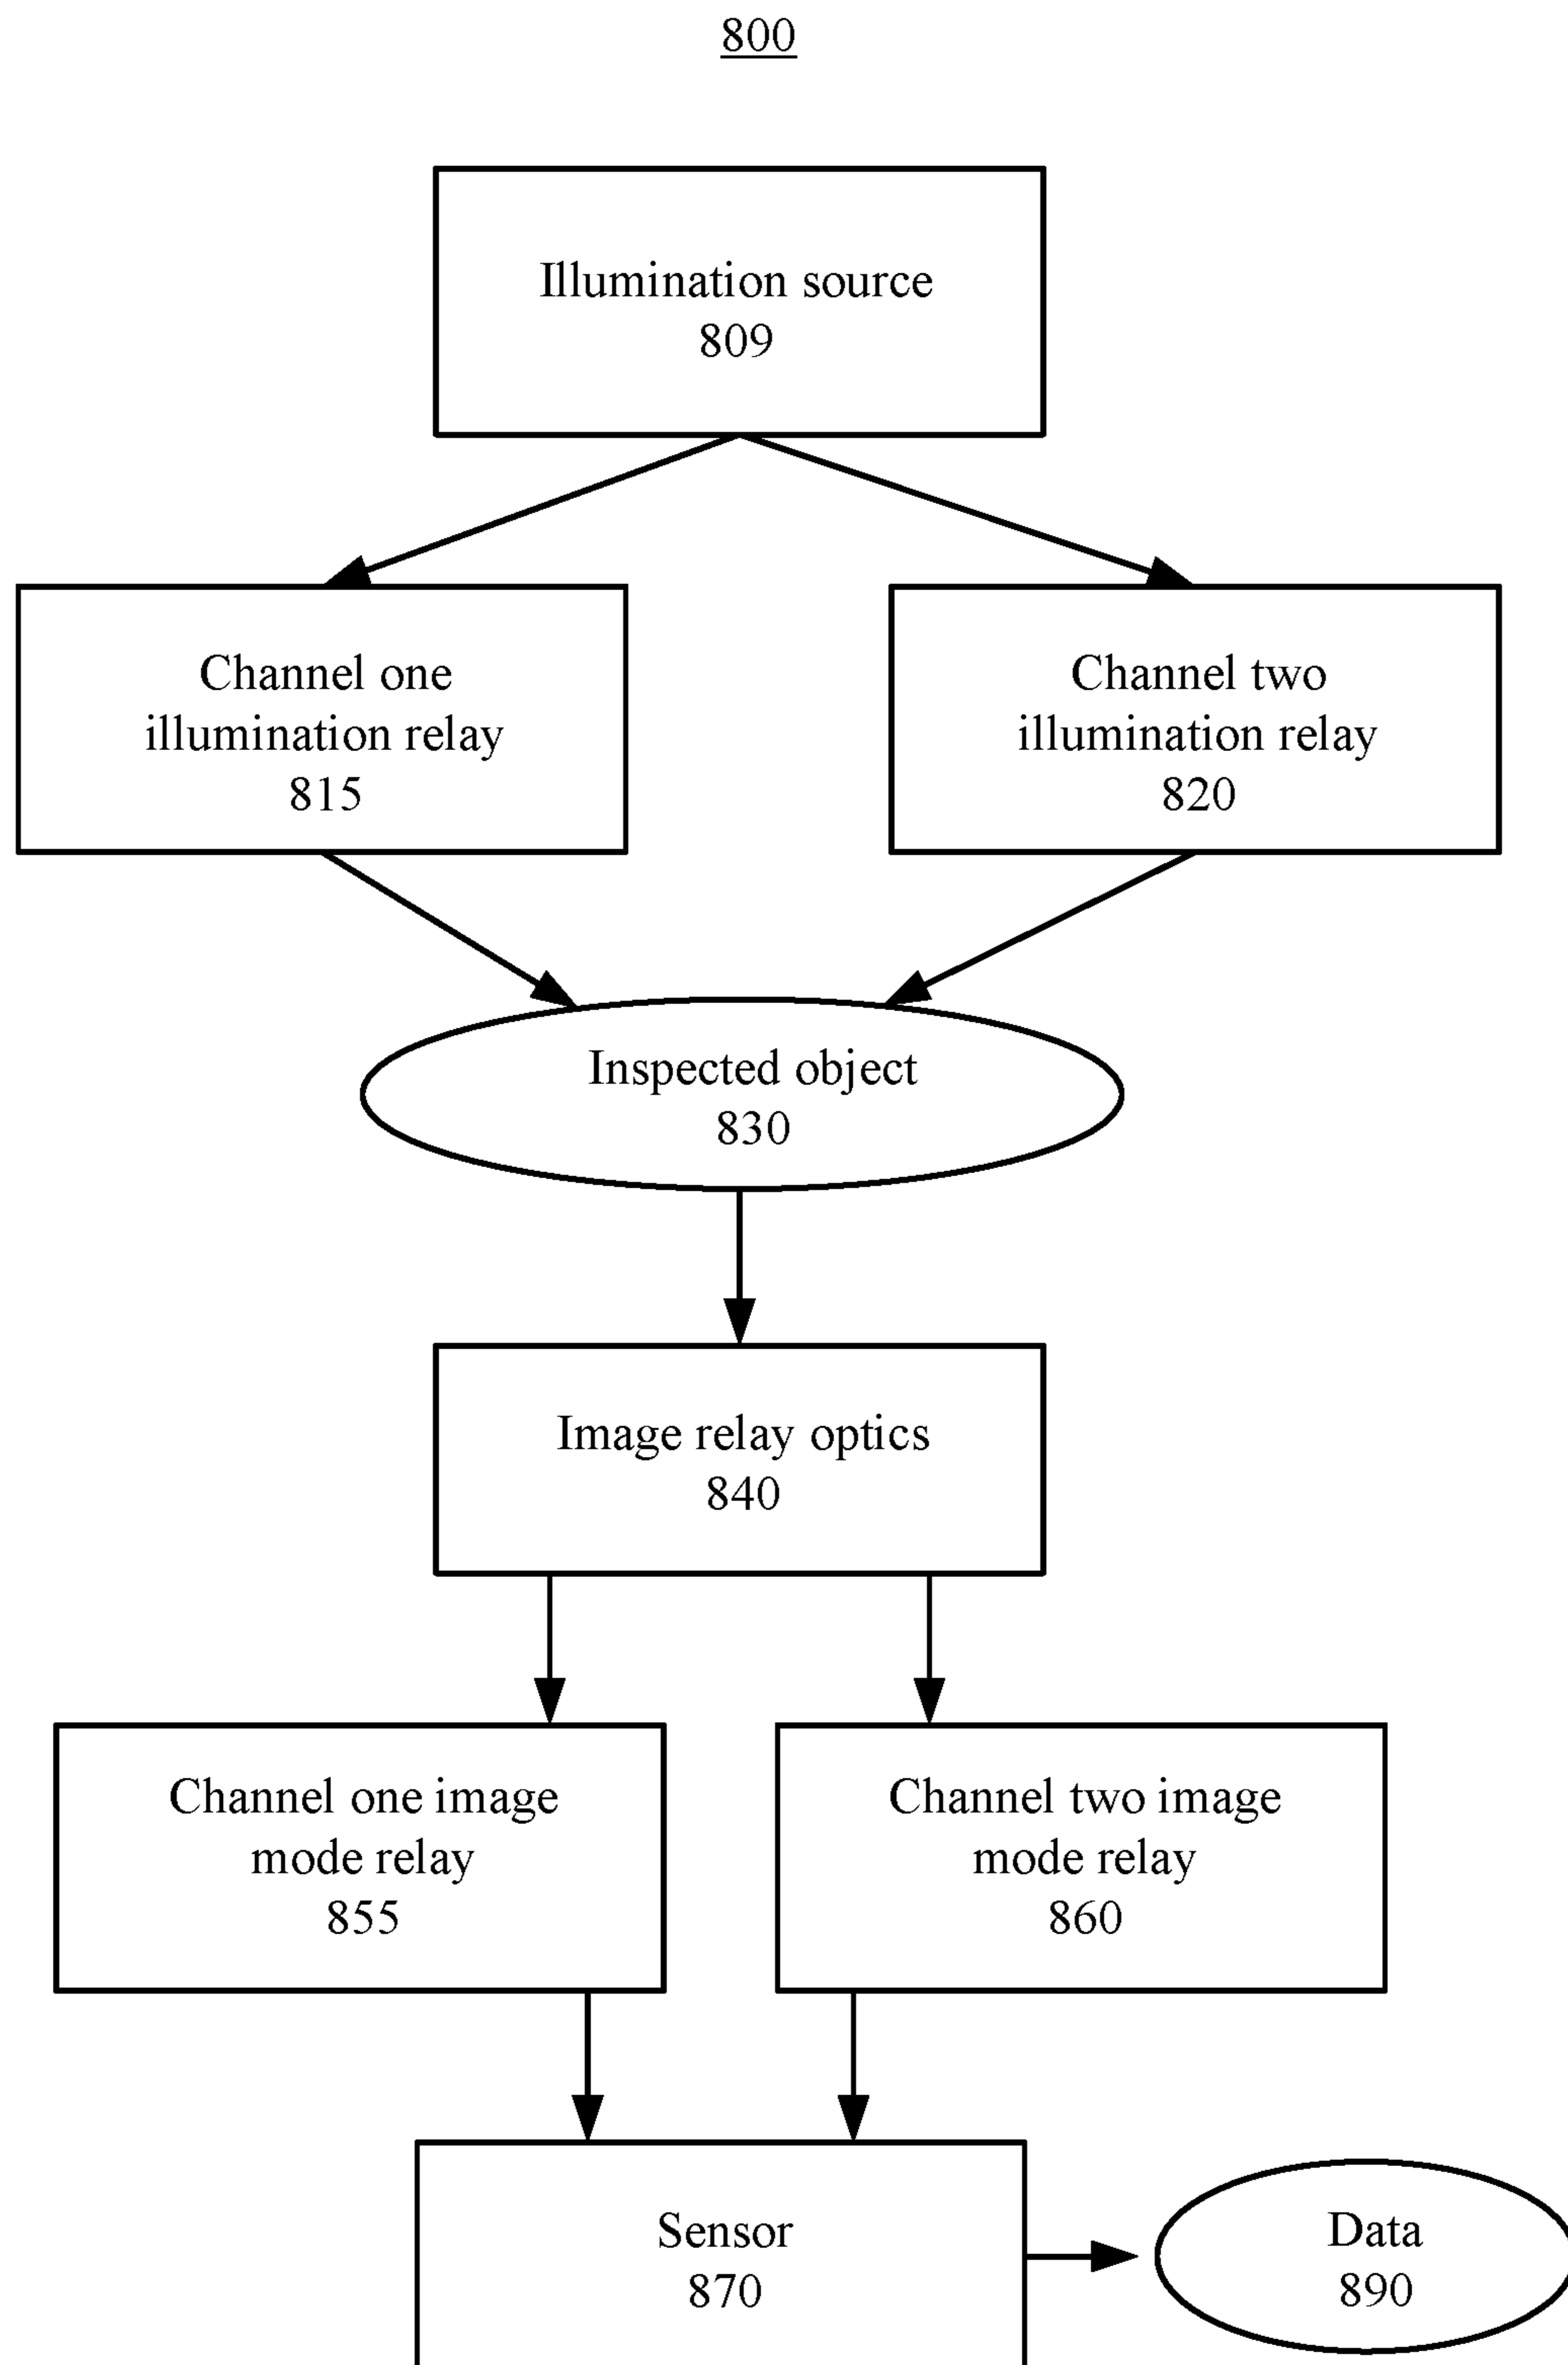 800
Illumination source
809
Channel one
illumination relay
815
Channel two
illumination relay
820
Inspected object
830
Image relay optics
840
Channel one image
mode relay
855
Channel two image
mode relay
860
Sensor
870
Data
890